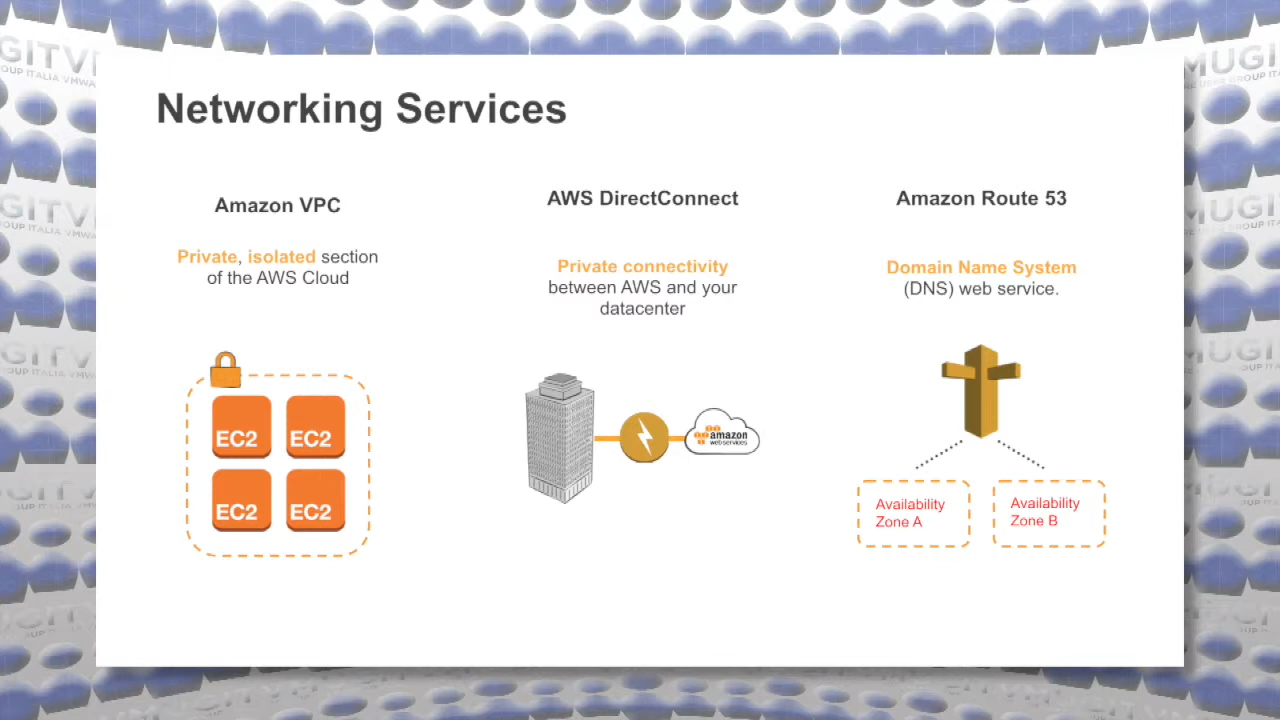 Networking Services
Amazon VPC
Private, isolated section
of the AWS Cloud
EC2 EC2
EC2 EC2
AWS DirectConnect
Private connectivity
between AWS and your
datacenter
amazon
webservices
Amazon Route 53
Domain Name System
(DNS) web service.
Availability
Zone A
Availability
Zone B